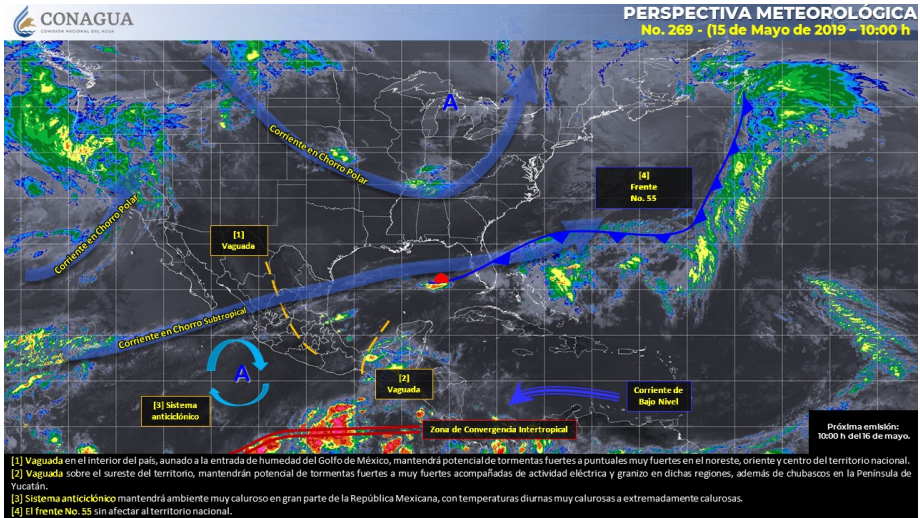 CONAGUA
COMISIÓN NACIONAL DEL AGUA
PERSPECTIVA METEOROLÓGICA
No. 269 - (15 de Mayo de 2019 – 10:00 h
A
Corriente en Chorro Polar
[4]
Frente
No. 55
Corriente en Chorro Polar
[1]
Vaguada
Corriente en Chorro Subtropical
A
[2]
Vaguada
[3] Sistema
anticiclónico
Corriente de
Bajo Nivel
Zona de Convergencia Intertropical
Próxima emisión:
10:00 h del 16 de mayo.
[1] Vaguada en el interior del país, aunado a la entrada de humedad del Golfo de México, mantendrá potencial de tormentas fuertes a puntuales muy fuertes en el noreste, oriente y centro del territorio nacional.
[2] Vaguada sobre el sureste del territorio, mantendrán potencial de tormentas fuertes a muy fuertes acompañadas de actividad eléctrica y granizo en dichas regiones, además de chubascos en la Península de
Yucatán.
[3] Sistema anticiclónico mantendrá ambiente muy caluroso en gran parte de la República Mexicana, con temperaturas diurnas muy calurosas a extremadamente calurosas.
[4] El frente No. 55 sin afectar al territorio nacional.